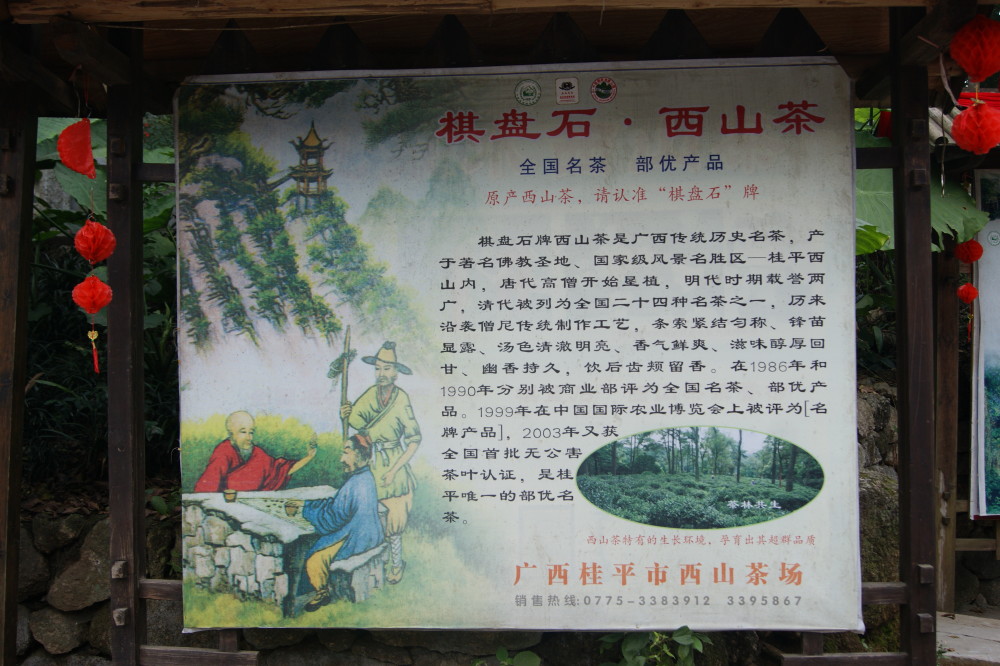 棋盘石·西山茶
全国名茶 部优产品
原产西山茶，请认准“棋盘石”牌
棋盘石牌西山茶是广西传统历史名茶，产
于著名佛教圣地、国家级风景名胜区—桂平西
山内，唐代高僧开始星植，明代时期载誉两
广，清代被列为全国二十四种名茶之一，历来
沿袭僧尼传统制作工艺，条索紧结匀称、锋苗
显露、汤色清澈明亮、香气鲜爽、滋味醇厚回
甘、幽香持久，饮后齿颊留香。在1986年和
1990年分别被商业部评为全国名茶、部优产
品。1999年在中国国际农业博览会上被评为[名
牌产品]，2003年又获
全国首批无公害
茶叶认证，是桂
平唯一的部优名
茶。
茶林共生
西山茶特有的生长环境，孕育出其超群品质
广西桂平市西山茶场
销售热线:0775-3383912 3395867